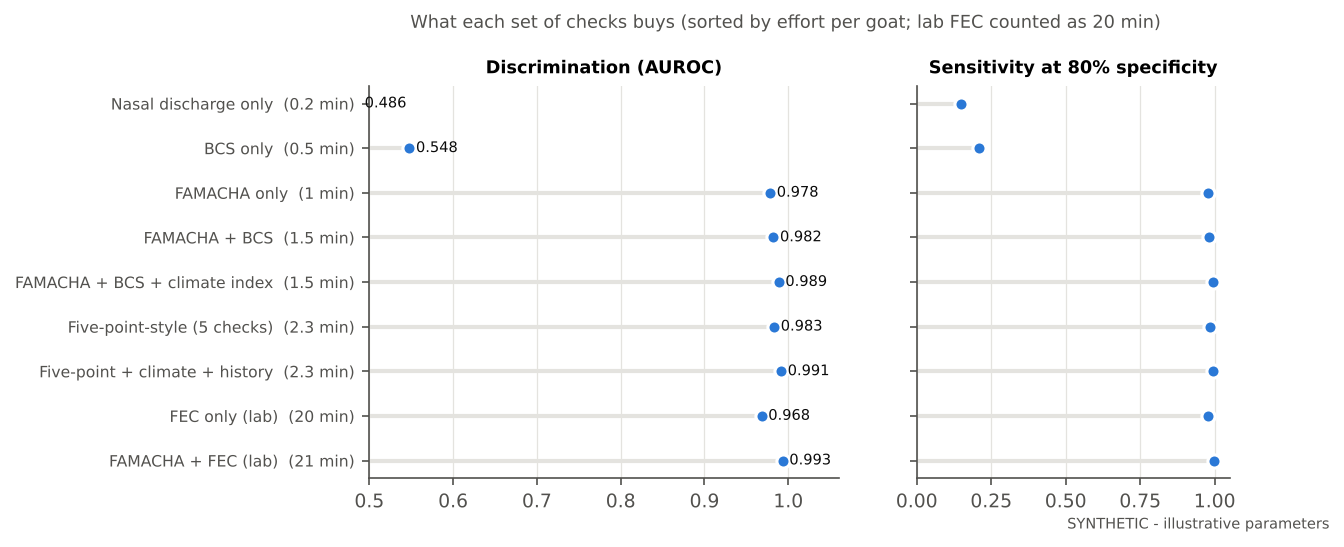 What each set of checks buys (sorted by effort per goat; lab FEC counted as 20 min)
Discrimination (AUROC)
Sensitivity at 80% specificity
Nasal discharge only (0.2 min)
0.486
BCS only (0.5 min)
0.548
FAMACHA only (1 min)
0.978
FAMACHA + BCS (1.5 min)
0.982
FAMACHA + BCS + climate index (1.5 min)
0.989
Five-point-style (5 checks) (2.3 min)
0.983
Five-point + climate + history (2.3 min)
0.991
FEC only (lab) (20 min)
0.968
FAMACHA + FEC (lab) (21 min)
0.993
0.5 0.6 0.7 0.8 0.9 1.0
0.00 0.25 0.50 0.75 1.00
SYNTHETIC - illustrative parameters